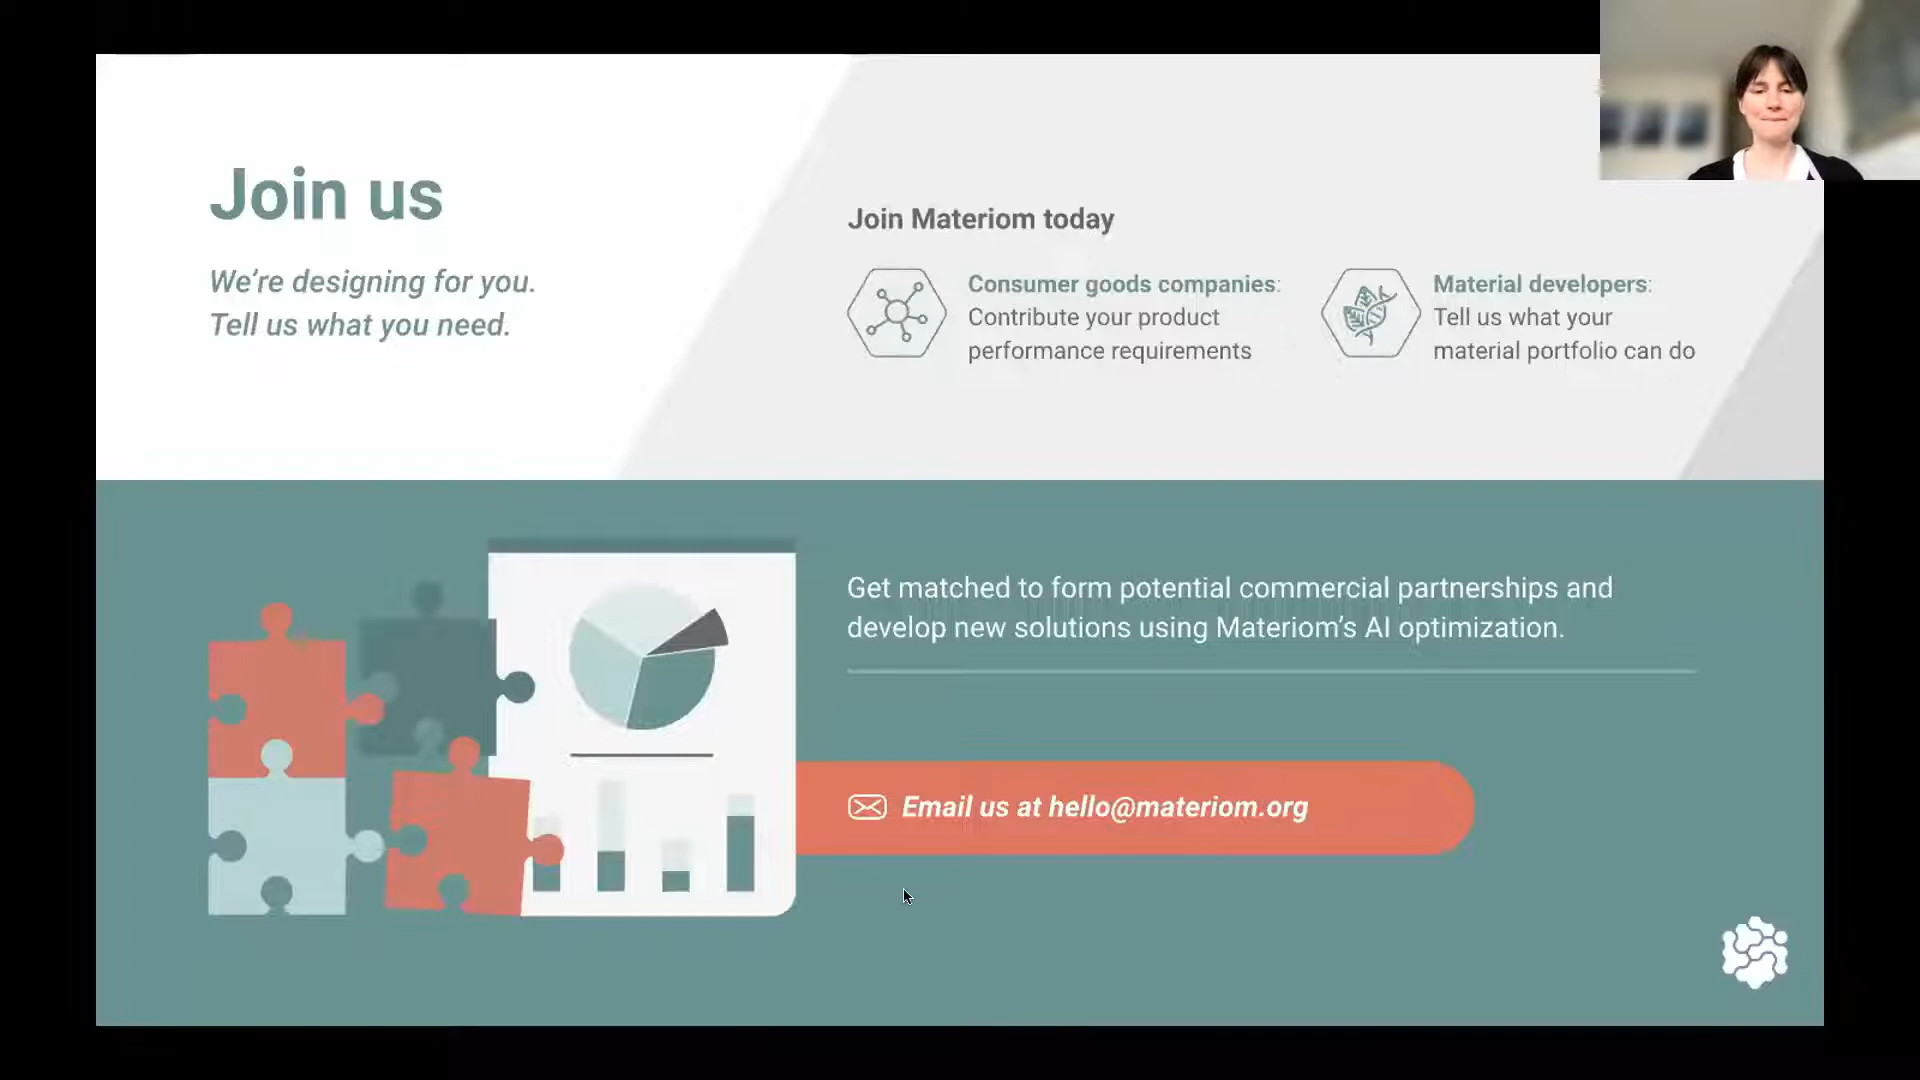 Join us
We're designing for you.
Tell us what you need.
Join Materiom today
Consumer goods companies:
Contribute your product
performance requirements
Material developers:
Tell us what your
material portfolio can do
Get matched to form potential commercial partnerships and
develop new solutions using Materiom's AI optimization.
Email us at hello@materiom.org